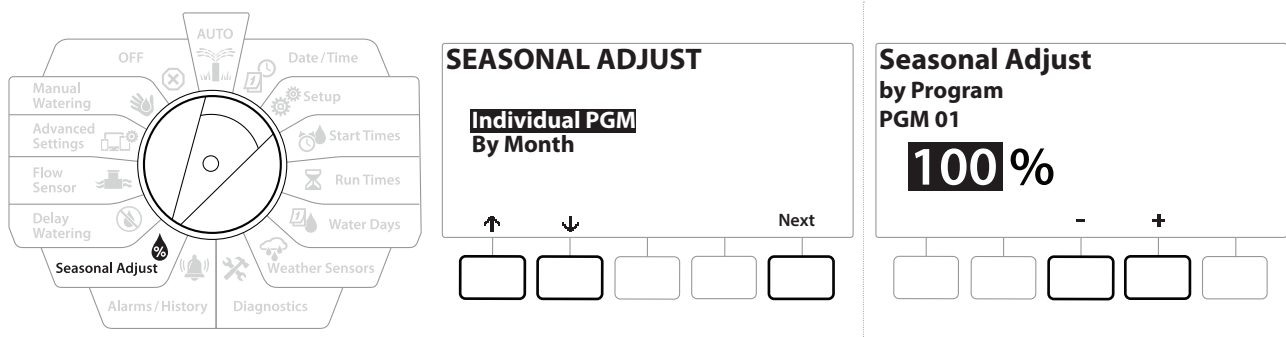 AUTO
OFF
Date / Time
Manual
Watering
Setup
Advanced
Settings
Start Times
Flow
Sensor
Run Times
Delay
Watering
Water Days
%
Seasonal Adjust
Weather Sensors
Alarms / History
Diagnostics
SEASONAL ADJUST
Individual PGM
By Month
Next
Seasonal Adjust
by Program
PGM 01
100 %
- +